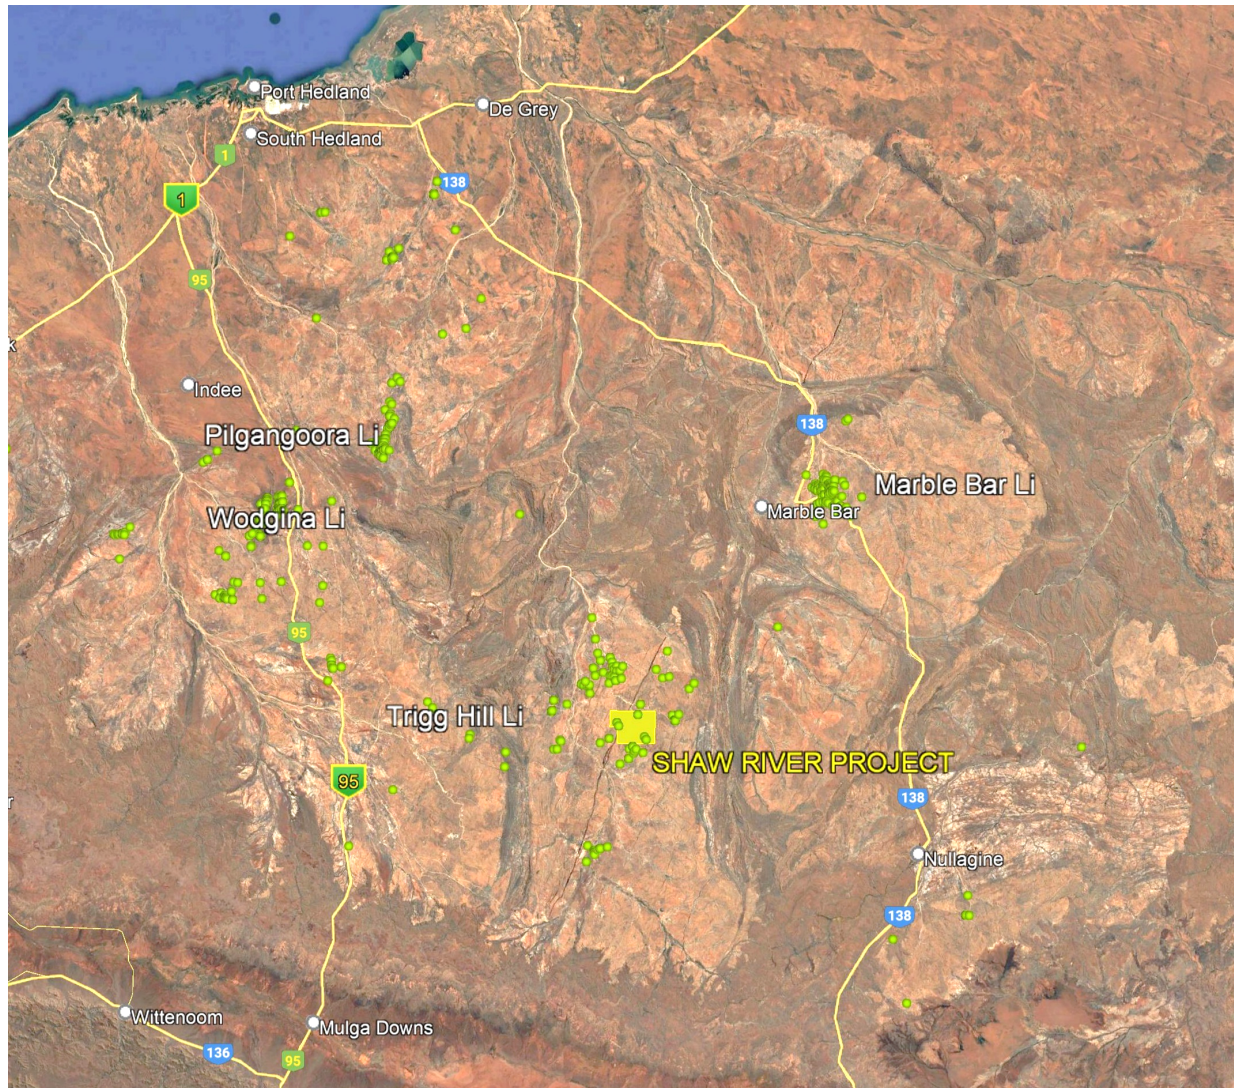 Port Hedland
De Grey
South Hedland
1
138
1
95
k
Indee
138
Pilgangoora Li
Marble Bar Li
Marble Bar
Wodgina Li
95
Trigg Hill Li
SHAW RIVER PROJECT
95
138
r
Nullagine
138
Wittenoom
Mulga Downs
136
95